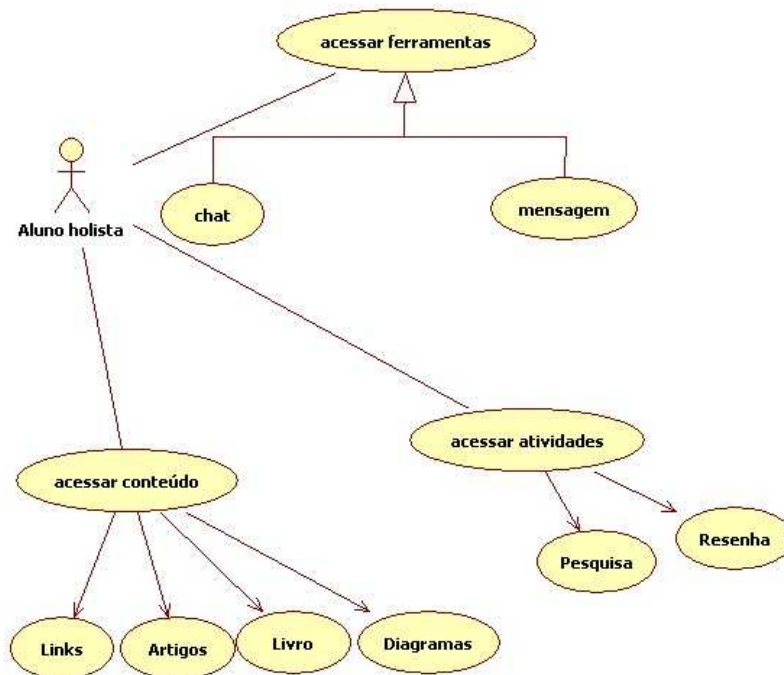 acessar ferramentas
chat
mensagem
Aluno holista
acessar atividades
acessar conteúdo
Pesquisa
Resenha
Links
Artigos
Livro
Diagramas